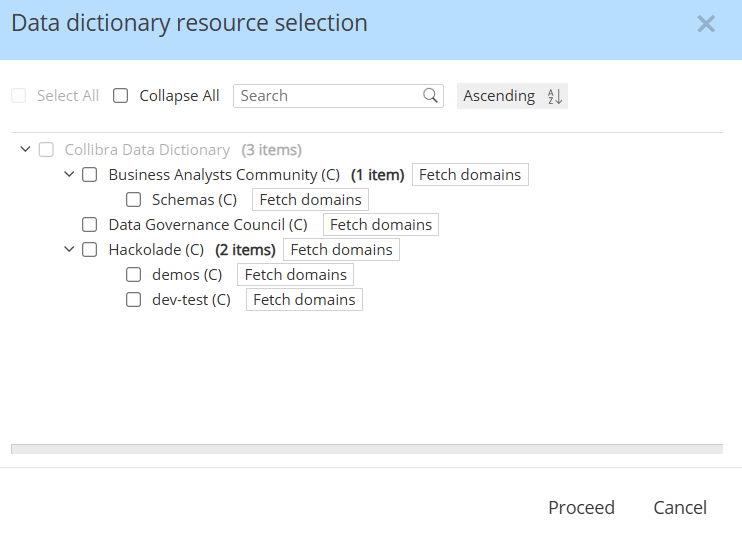 Data dictionary resource selection
Select All Collapse All Search Ascending
Collibra Data Dictionary (3 items)
Business Analysts Community (C) (1 item) Fetch domains
Schemas (C) Fetch domains
Data Governance Council (C) Fetch domains
Hackolade (C) (2 items) Fetch domains
demos (C) Fetch domains
dev-test (C) Fetch domains
Proceed Cancel